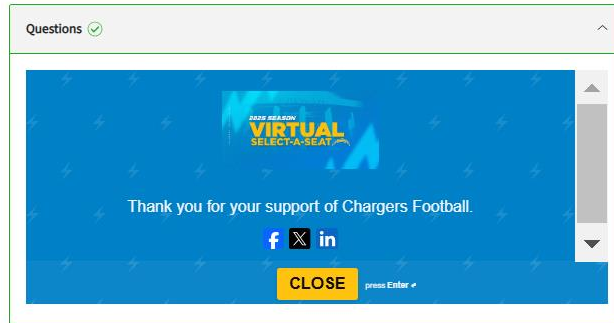 Questions
2025 SEASON
VIRTUAL
SELECT-A-SEAT
Thank you for your support of Chargers Football.
CLOSE press Enter ↵